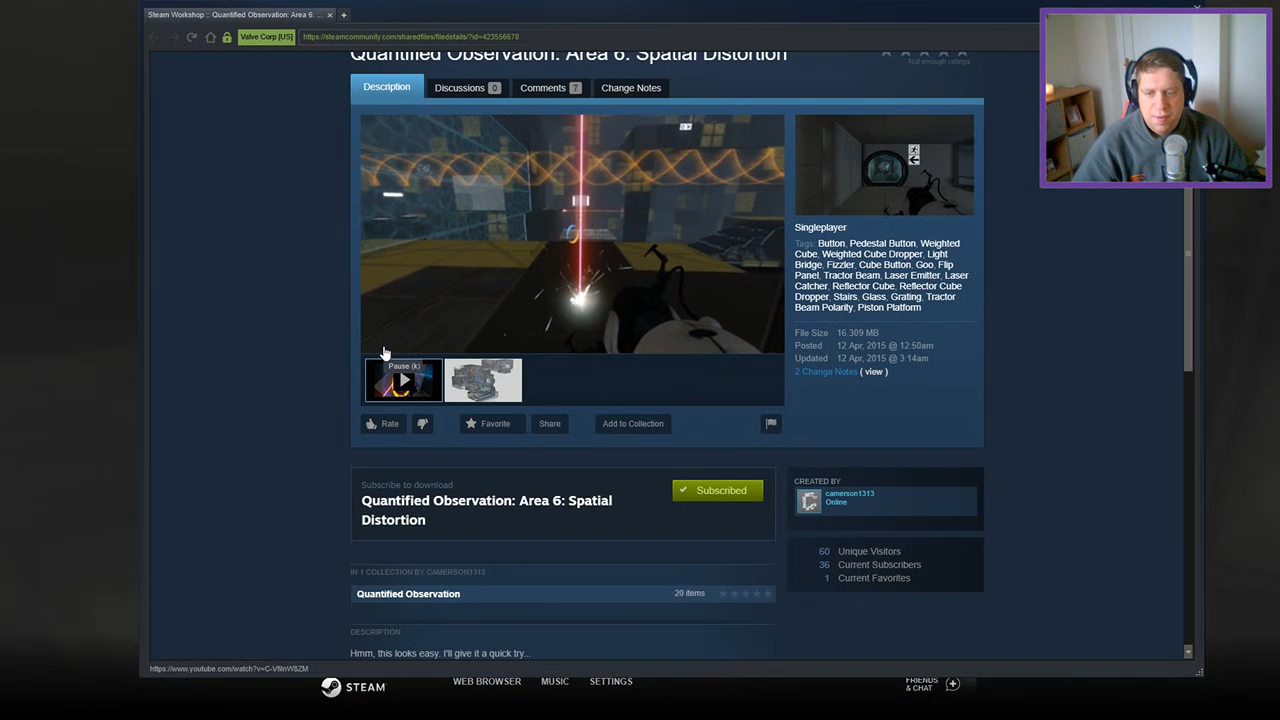 Steam Workshop :: Quantified Observation: Area 6: ...
Valve Corp [US]
https://steamcommunity.com/sharedfiles/filedetails/?id=423556678
Quantified Observation: Area 6: Spatial Distortion
Not enough ratings
Description
Discussions 0
Comments 7
Change Notes
Singleplayer
Tags: Button, Pedestal Button, Weighted
Cube, Weighted Cube Dropper, Light
Bridge, Fizzler, Cube Button, Goo, Flip
Panel, Tractor Beam, Laser Emitter, Laser
Catcher, Reflector Cube, Reflector Cube
Dropper, Stairs, Glass, Grating, Tractor
Beam Polarity, Piston Platform
File Size 16.309 MB
Posted 12 Apr, 2015 @ 12:50am
Updated 12 Apr, 2015 @ 3:14am
2 Change Notes ( view )
Pause (k)
Rate
Favorite
Share
Add to Collection
Subscribe to download
Quantified Observation: Area 6: Spatial
Distortion
Subscribed
CREATED BY
camerson1313
Online
60 Unique Visitors
36 Current Subscribers
1 Current Favorites
IN 1 COLLECTION BY CAMERSON1313
Quantified Observation
20 items
DESCRIPTION
Hmm, this looks easy. I'll give it a quick try...
STEAM
WEB BROWSER
MUSIC
SETTINGS
FRIENDS
& CHAT